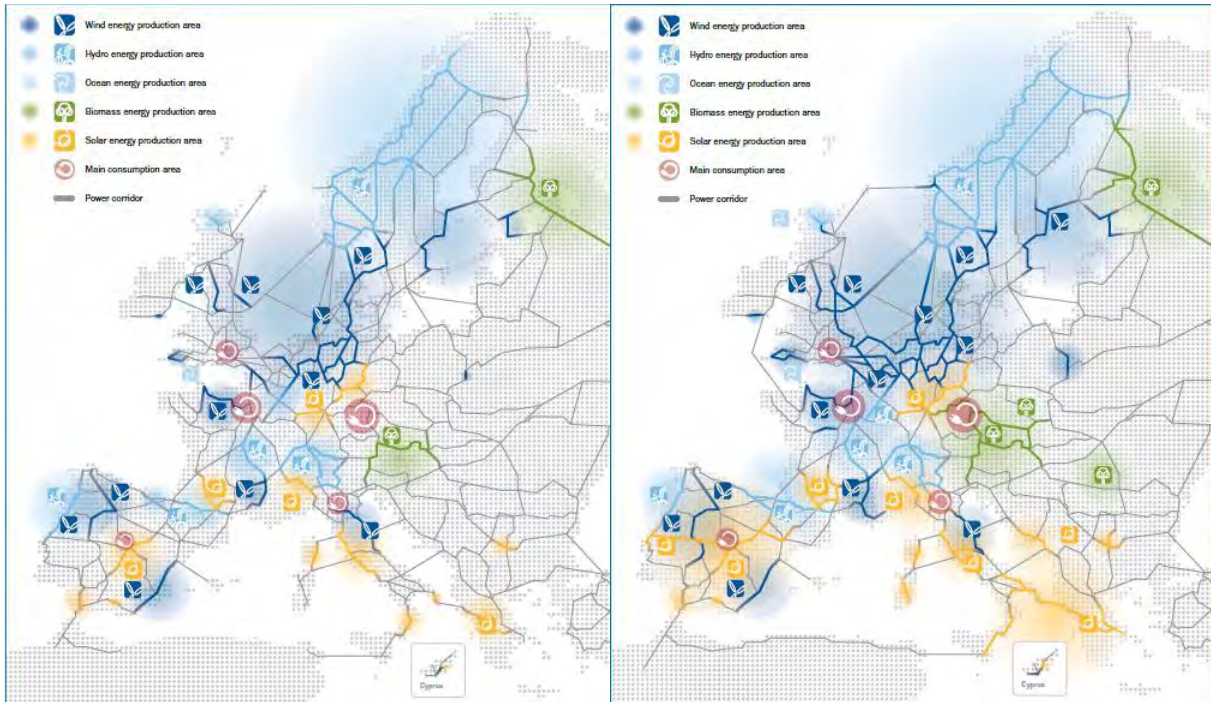 Wind energy production area
Hydro energy production area
Ocean energy production area
Biomass energy production area
Solar energy production area
Main consumption area
Power corridor
Cyprus
Wind energy production area
Hydro energy production area
Ocean energy production area
Biomass energy production area
Solar energy production area
Main consumption area
Power corridor
Cyprus